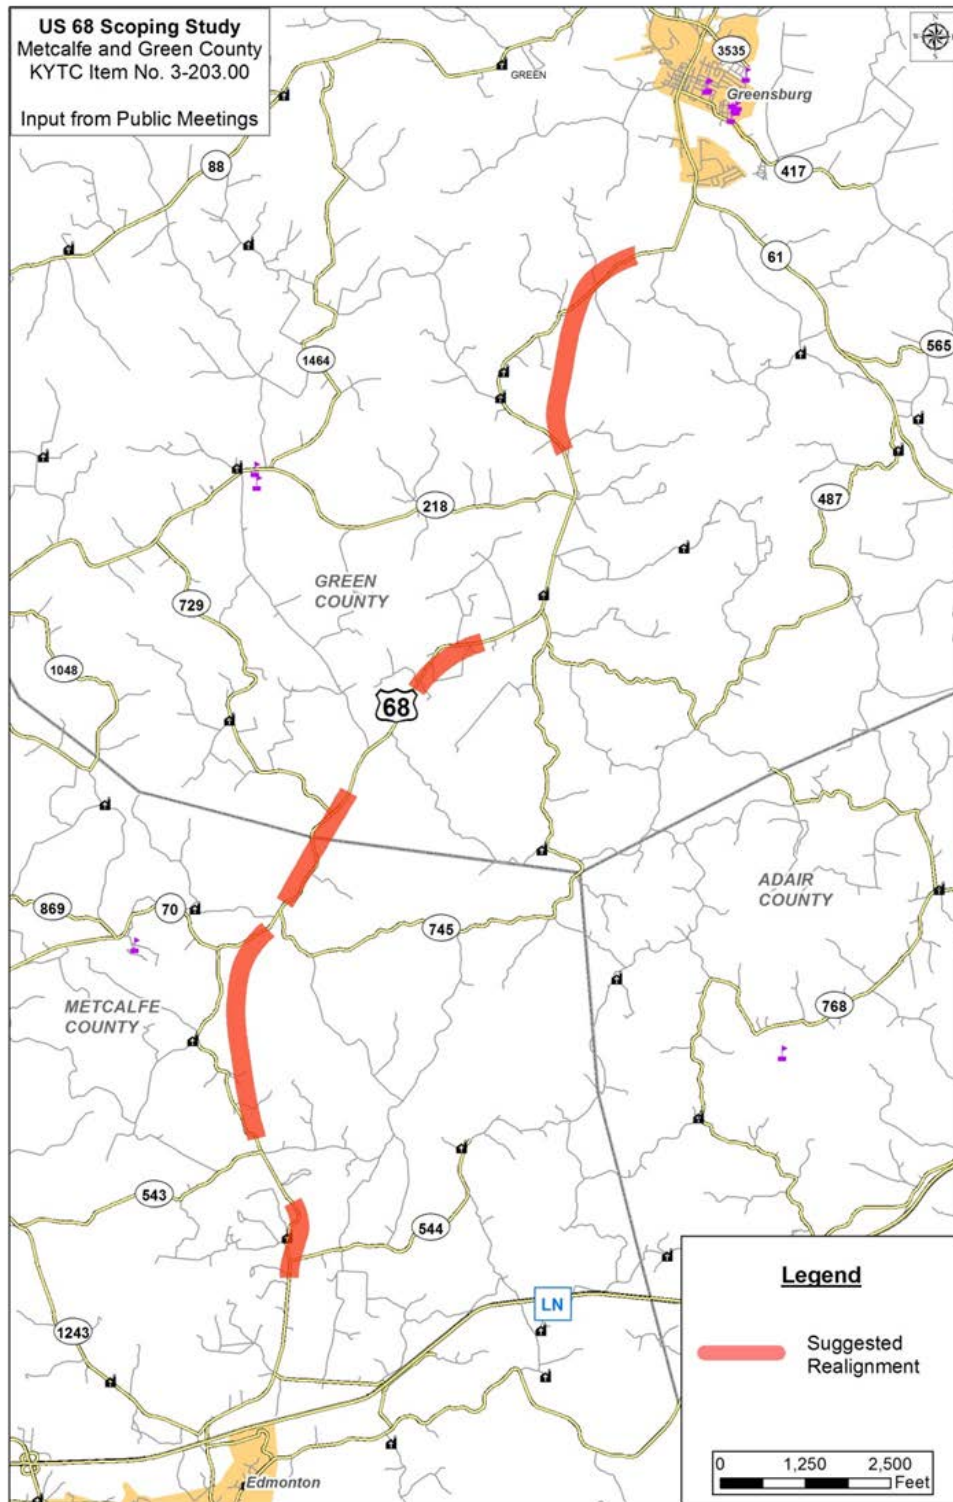 US 68 Scoping Study
Metcalfe and Green County
KYTC Item No. 3-203.00
Input from Public Meetings
3535
GREEN
Greensburg
88
417
61
565
1464
218
487
GREEN
COUNTY
729
1048
68
ADAIR
COUNTY
869
70
745
METCALFE
COUNTY
768
543
544
LN
1243
Edmonton
Legend
Suggested
Realignment
0 1,250 2,500
Feet